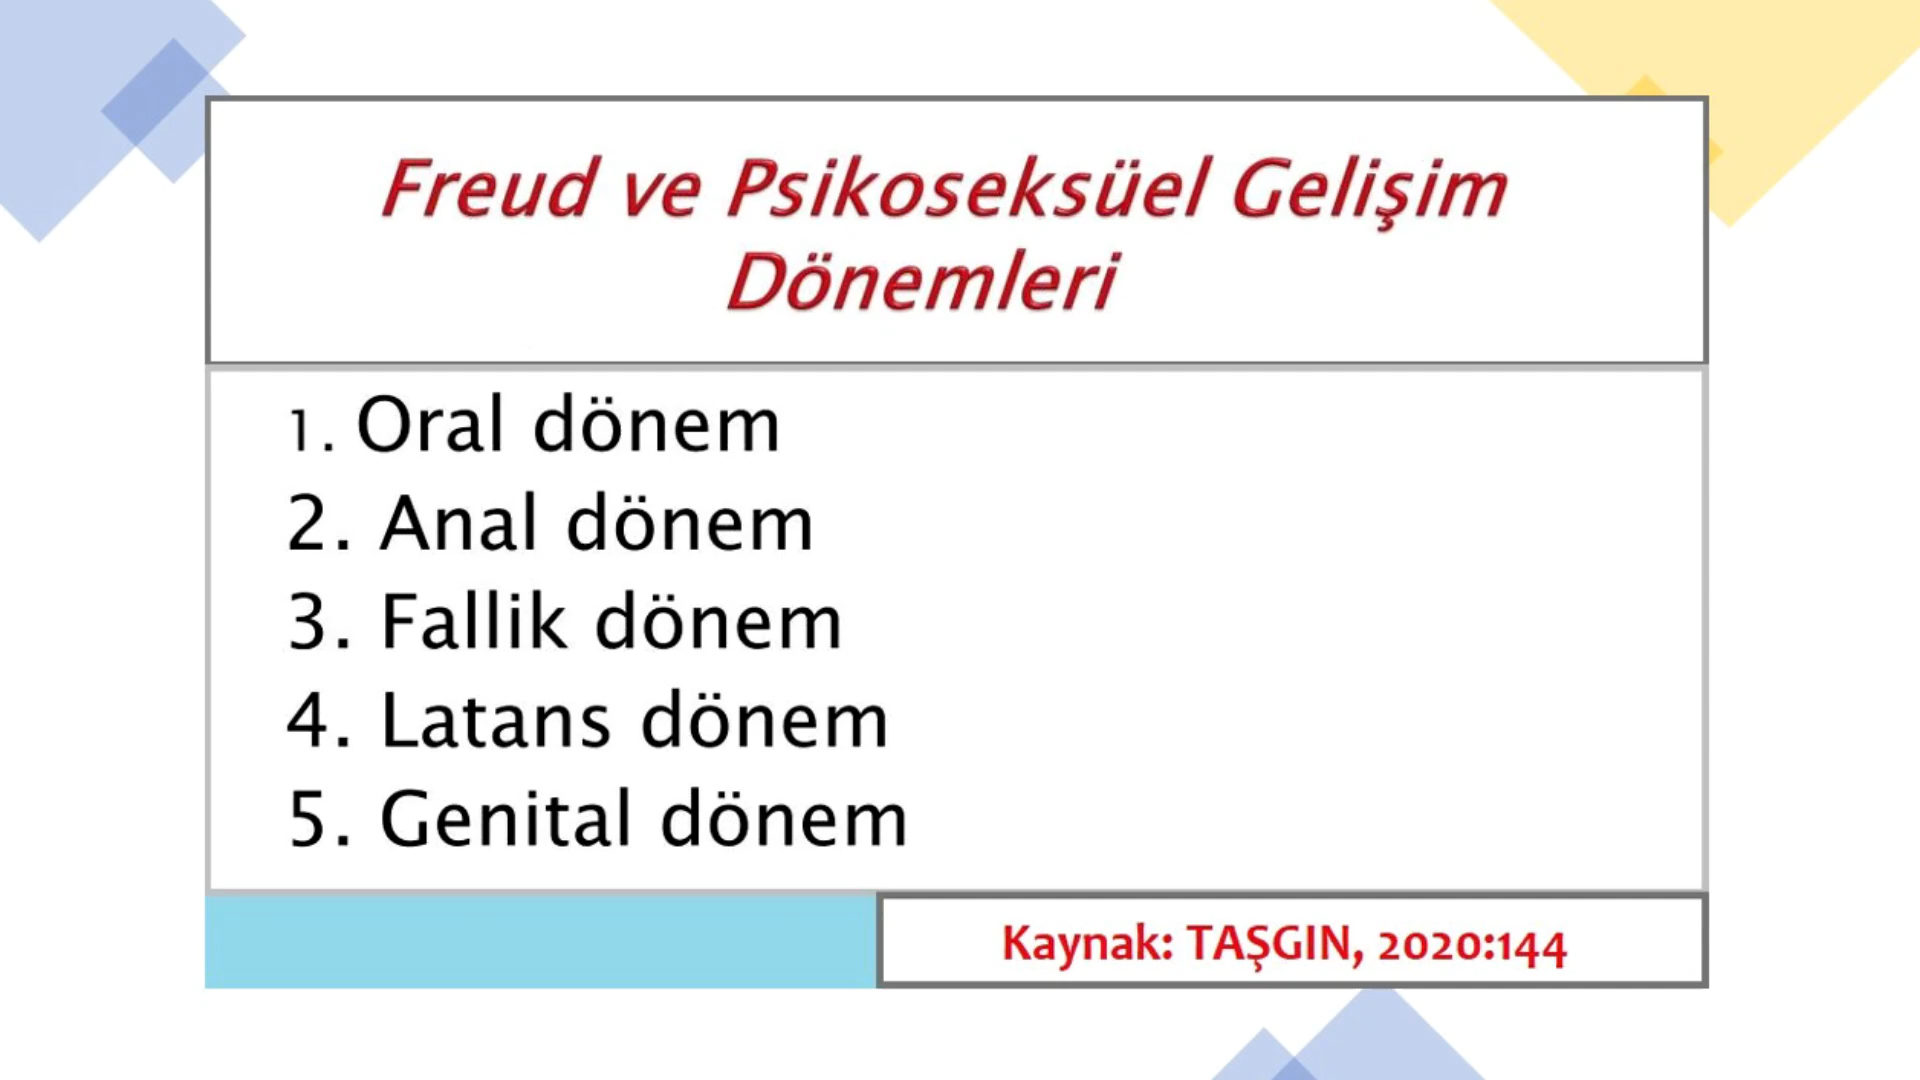 Freud ve Psikoseksüel Gelişim
Dönemleri
1. Oral dönem
2. Anal dönem
3. Fallik dönem
4. Latans dönem
5. Genital dönem
Kaynak: TAŞGIN, 2020:144